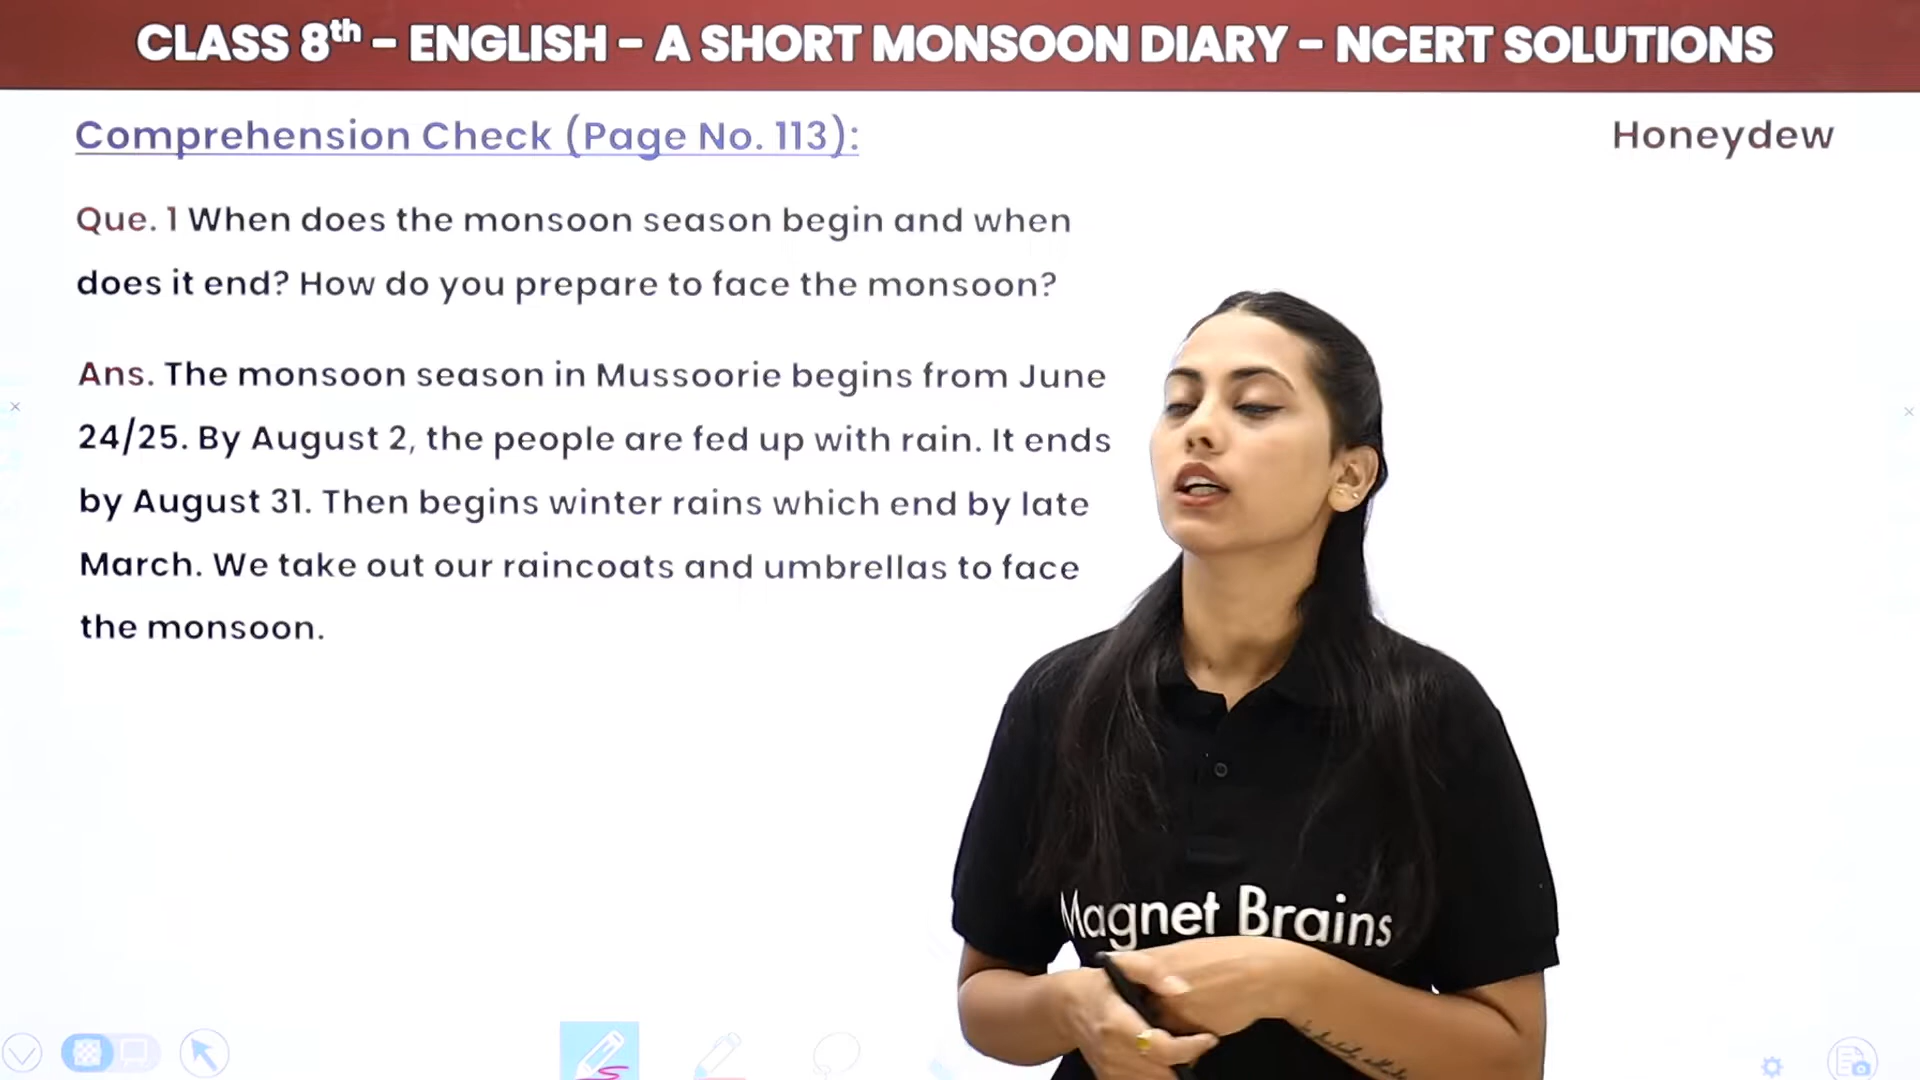 CLASS 8th – ENGLISH – A SHORT MONSOON DIARY – NCERT SOLUTIONS
Comprehension Check (Page No. 113):
Honeydew
Que. 1 When does the monsoon season begin and when
does it end? How do you prepare to face the monsoon?
Ans. The monsoon season in Mussoorie begins from June
24/25. By August 2, the people are fed up with rain. It ends
by August 31. Then begins winter rains which end by late
March. We take out our raincoats and umbrellas to face
the monsoon.
Magnet Brains